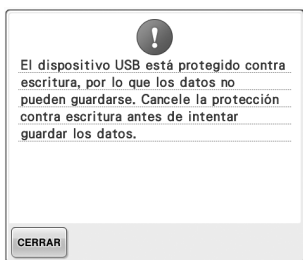 El dispositivo USB está protegido contra
escritura, por lo que los datos no
pueden guardarse. Cancele la protección
contra escritura antes de intentar
guardar los datos.
CERRAR